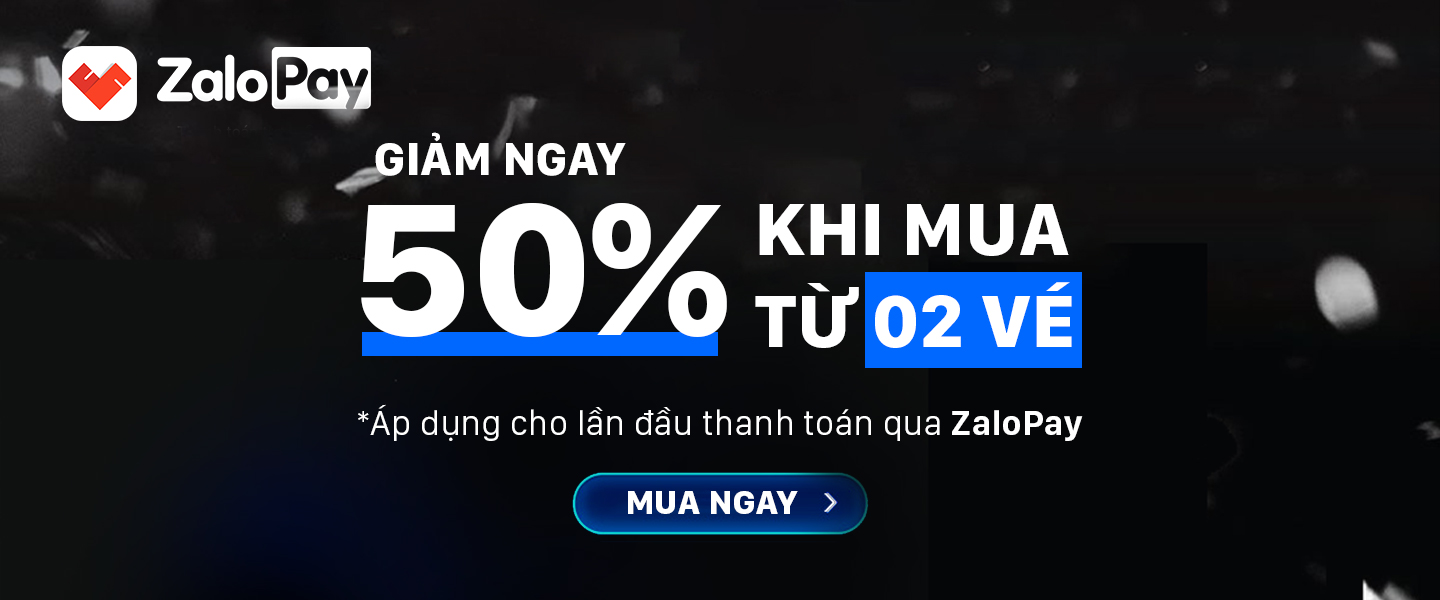 ZaloPay
GIẢM NGAY
50%
KHI MUA
TỪ 02 VÉ
*Áp dụng cho lần đầu thanh toán qua ZaloPay
MUA NGAY